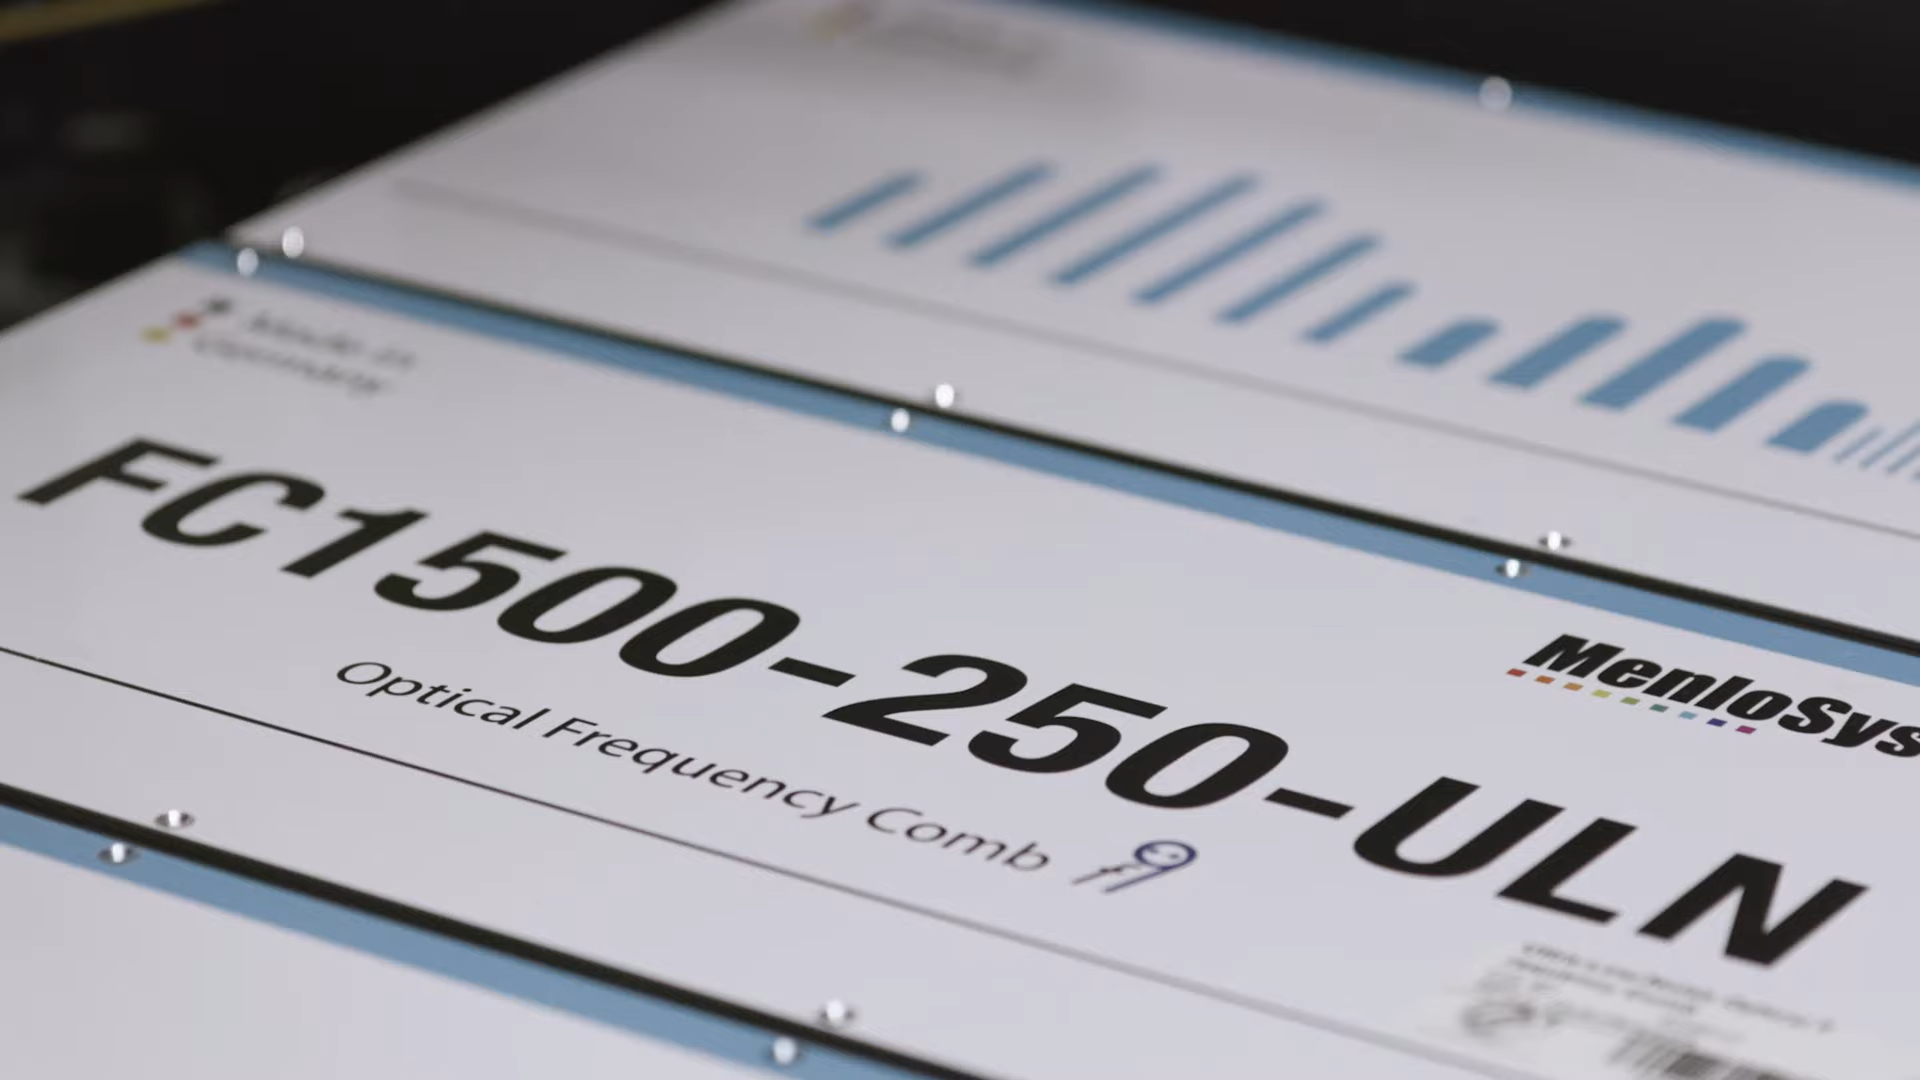 Made in
Germany
FC1500-250-ULN
MenloSys
Optical Frequency Comb